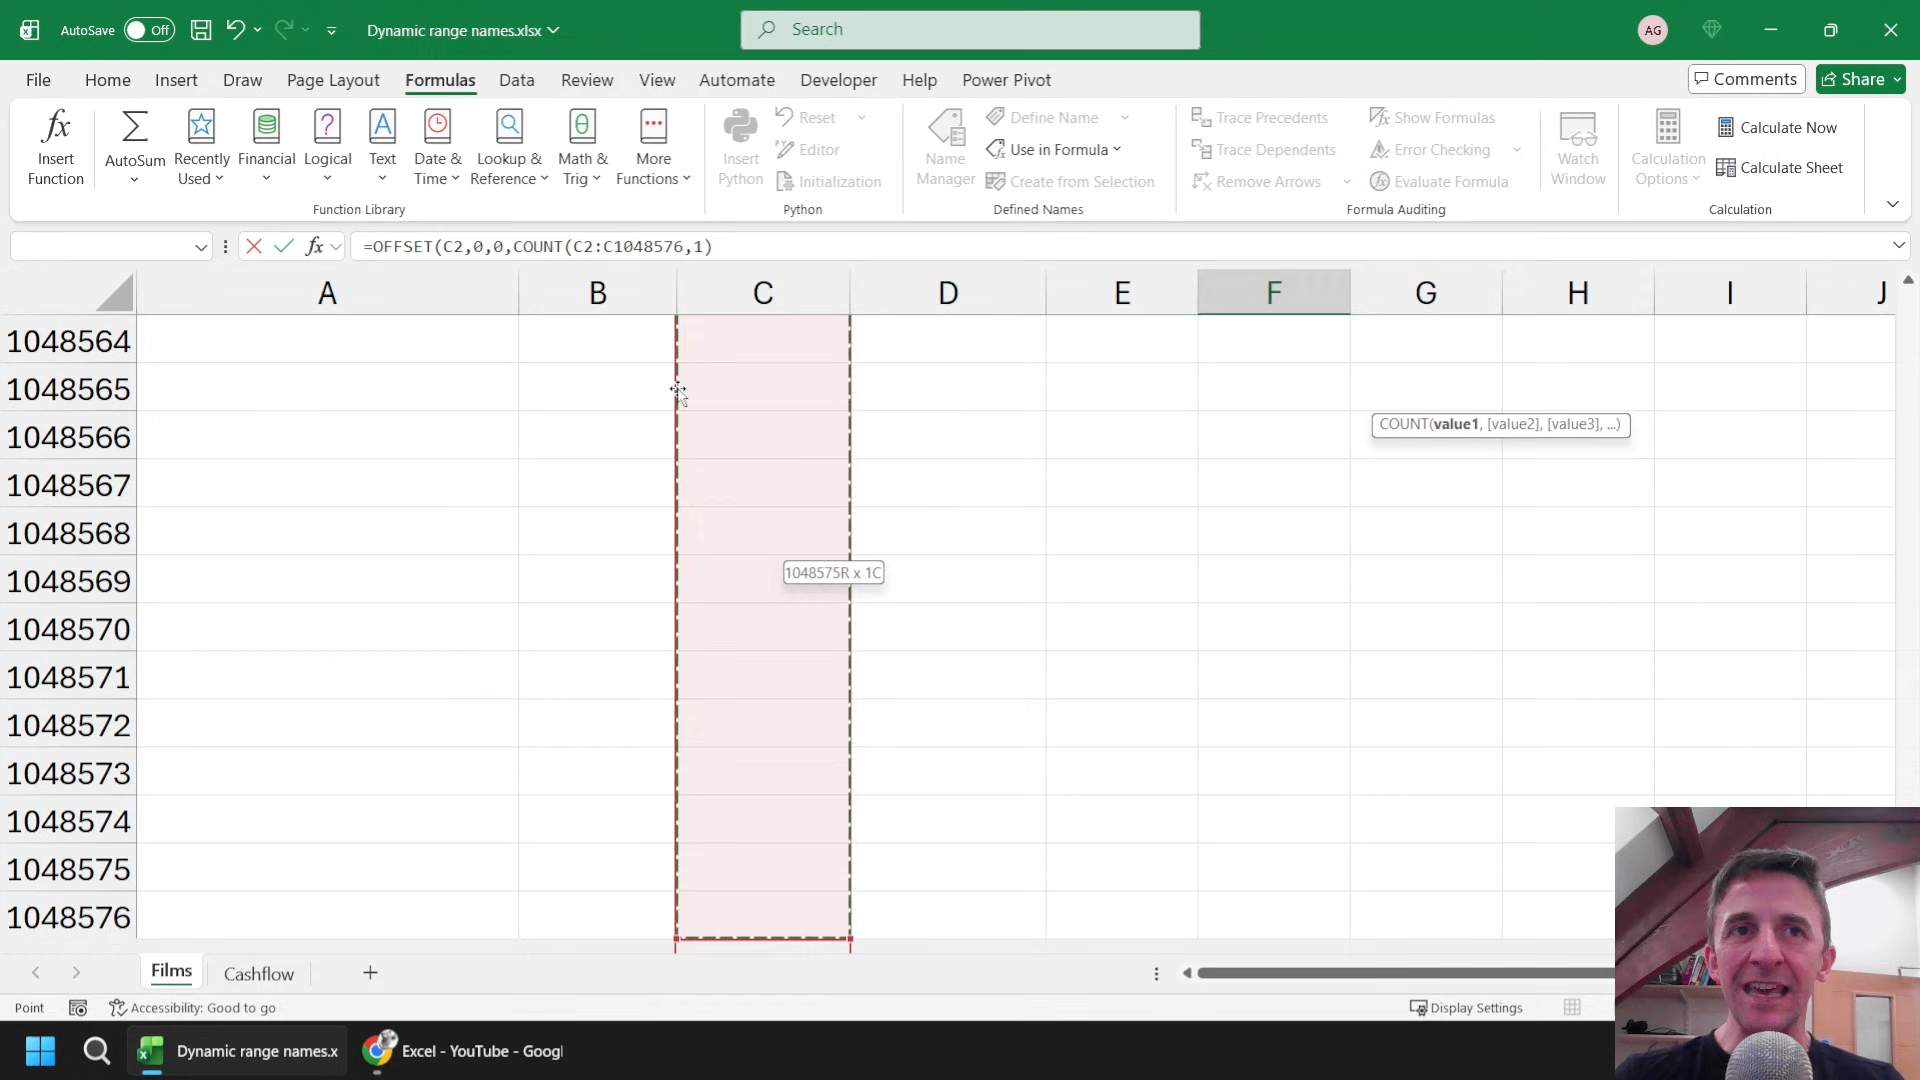 AutoSave Off Dynamic range names.xlsx Search AG
File Home Insert Draw Page Layout Formulas Data Review View Automate Developer Help Power Pivot Comments Share
Insert Function
AutoSum
Recently Used
Financial
Logical
Text
Date & Time
Lookup & Reference
Math & Trig
More Functions
Function Library
Insert Python
Reset
Editor
Initialization
Python
Name Manager
Define Name
Use in Formula
Create from Selection
Defined Names
Trace Precedents
Trace Dependents
Remove Arrows
Show Formulas
Error Checking
Evaluate Formula
Formula Auditing
Watch Window
Calculation Options
Calculate Now
Calculate Sheet
Calculation
fx =OFFSET(C2,0,0,COUNT(C2:C1048576,1)
A B C D E F G H I J
1048564
1048565
1048566
COUNT(value1, [value2], [value3], ...)
1048567
1048568
1048569
1048575R x 1C
1048570
1048571
1048572
1048573
1048574
1048575
1048576
Films Cashflow
Point Accessibility: Good to go Display Settings
Dynamic range names.x Excel - YouTube - Googl